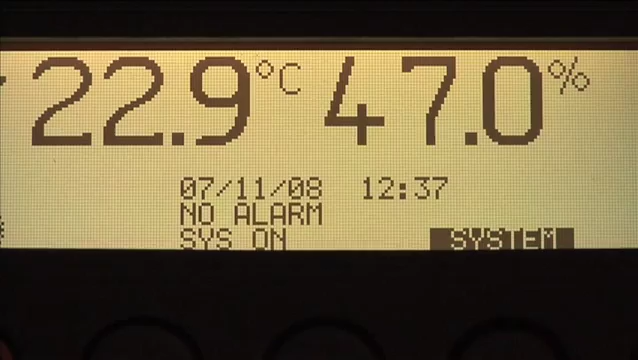 22.9°C 47.0%
07/11/08 12:37
NO ALARM
SYS ON SYSTEM